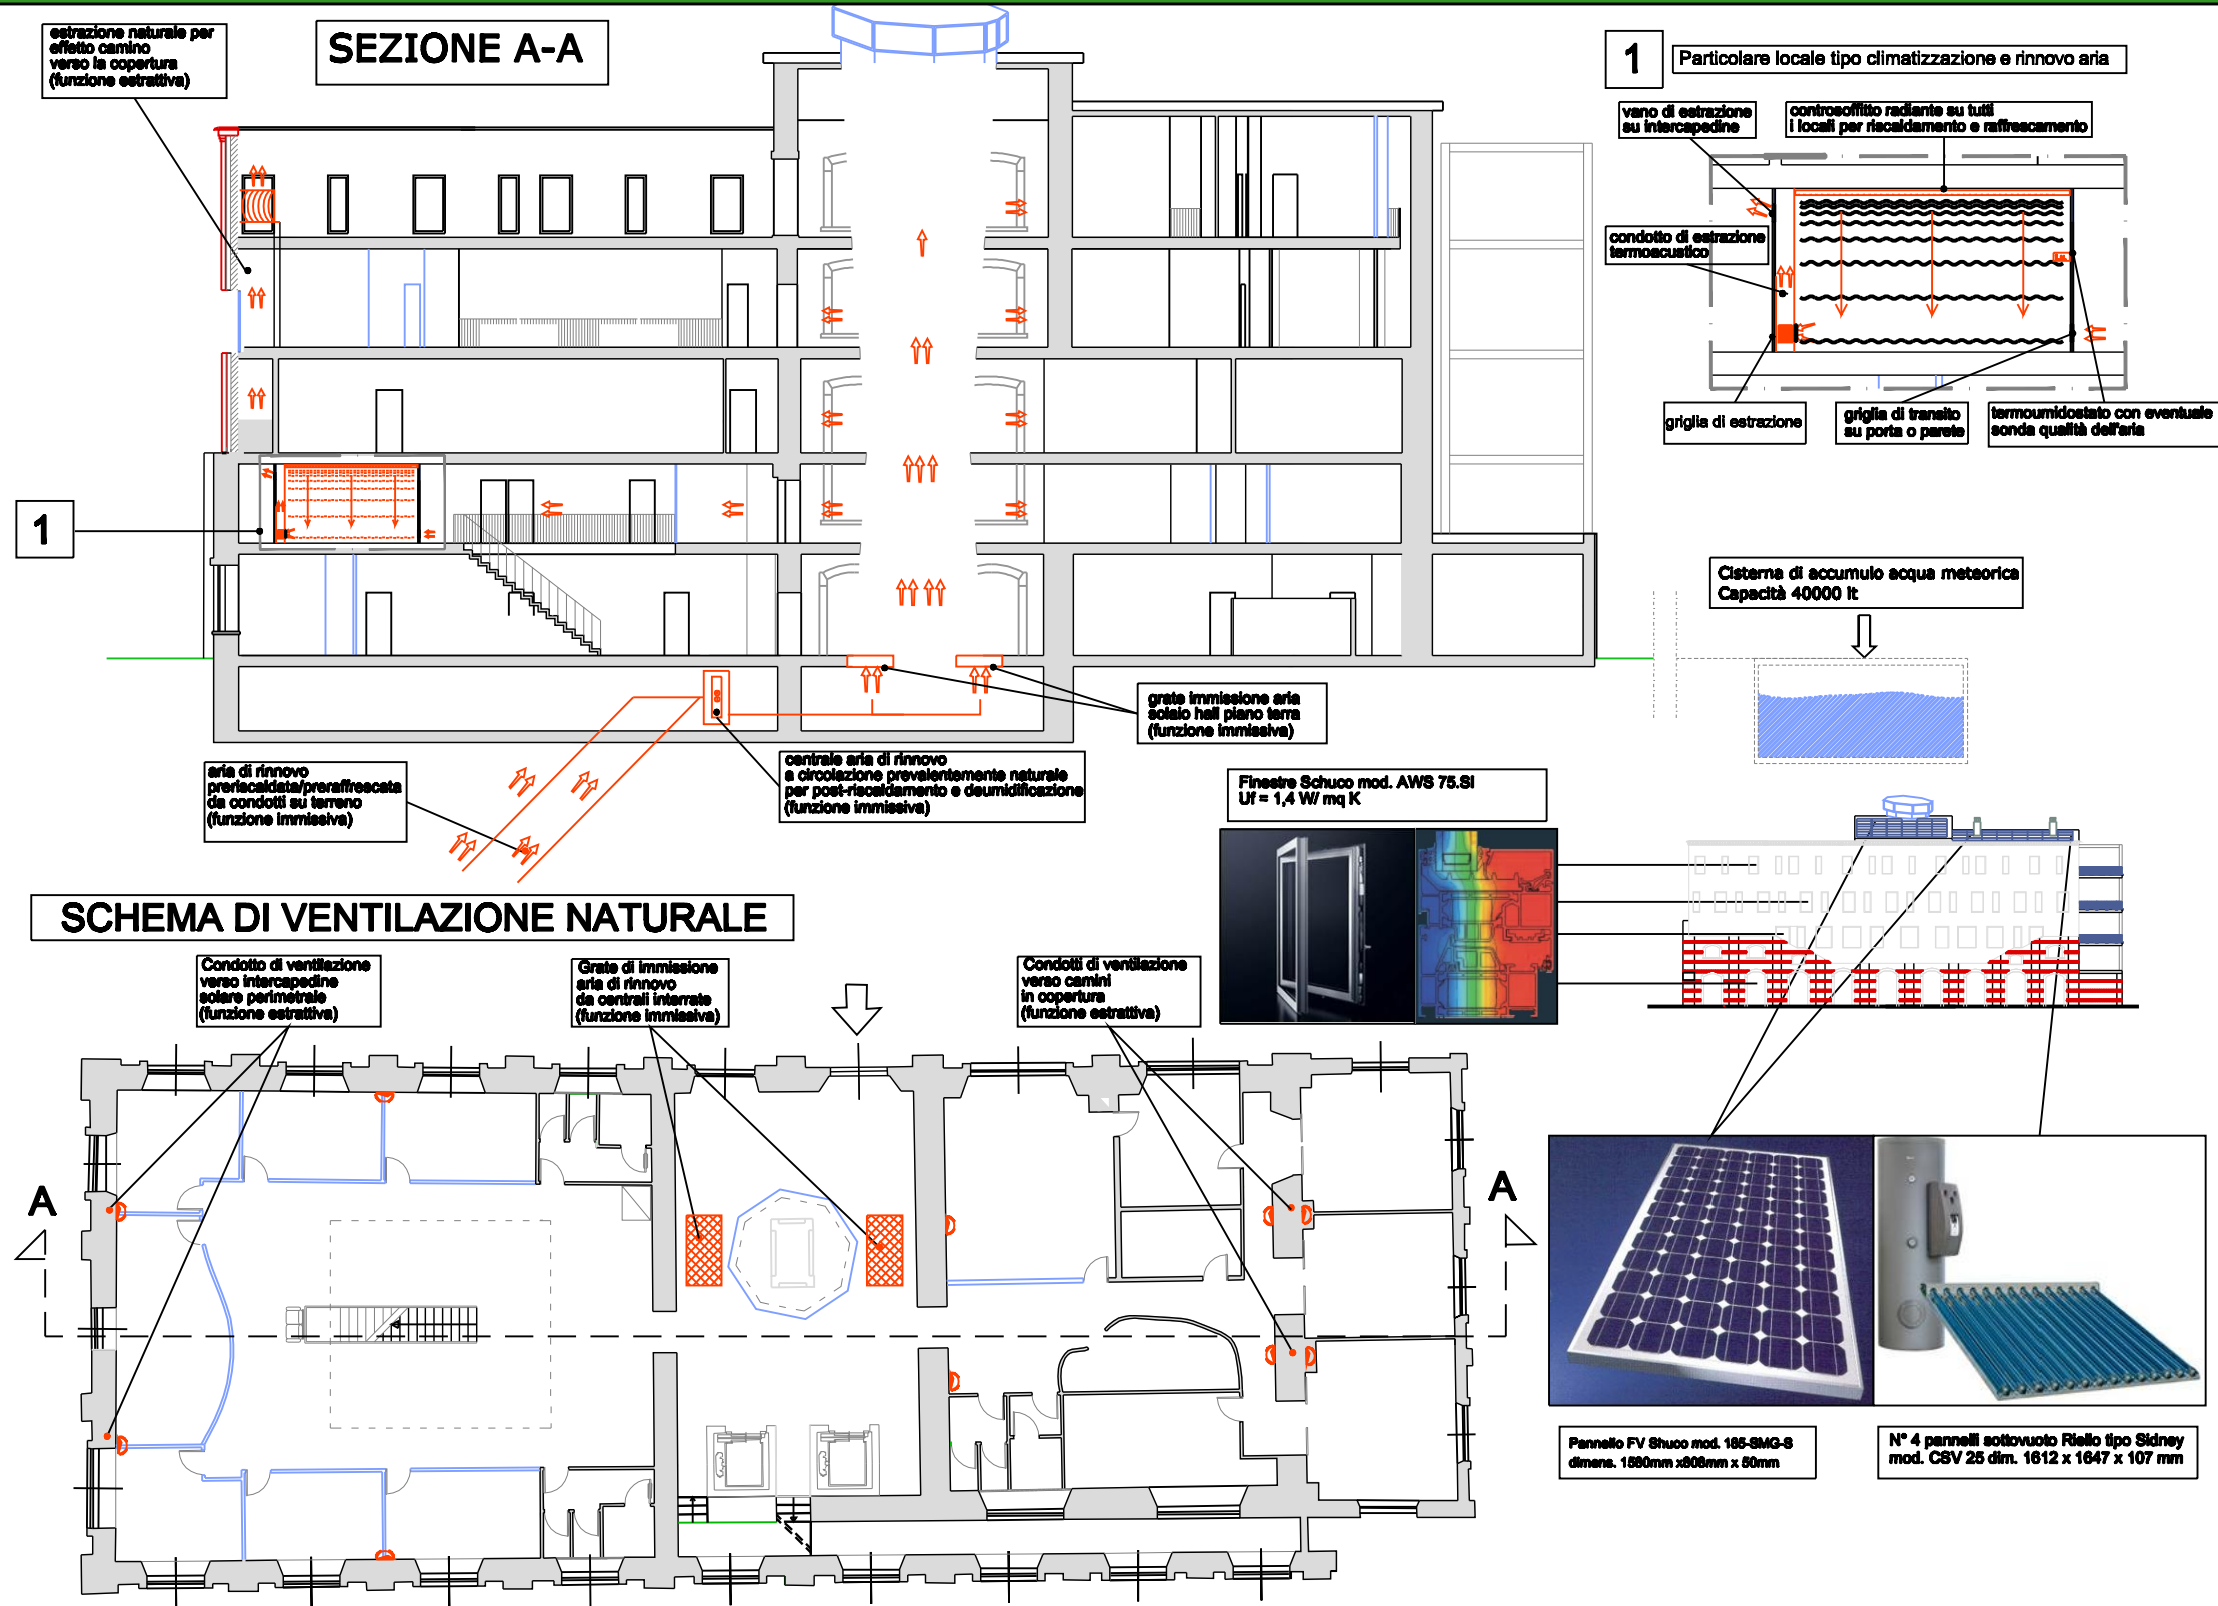 estrazione naturale per
effetto camino
verso la copertura
(funzione estrattiva)
SEZIONE A-A
1
Particolare locale tipo climatizzazione e rinnovo aria
vano di estrazione
su intercapedine
controsoffitto radiante su tutti
i locali per riscaldamento e raffrescamento
condotto di estrazione
termoacustico
griglia di estrazione
griglia di transito
su porta o parete
termoumidostato con eventuale
sonda qualità dell'aria
1
Cisterna di accumulo acqua meteorica
Capacità 40000 lt
grate immissione aria
solaio hall piano terra
(funzione immissiva)
aria di rinnovo
preriscaldata/preraffrescata
da condotti su terreno
(funzione immissiva)
centrale aria di rinnovo
a circolazione prevalentemente naturale
per post-riscaldamento e deumidificazione
(funzione immissiva)
Finestre Schuco mod. AWS 75.SI
Uf = 1,4 W/ mq K
SCHEMA DI VENTILAZIONE NATURALE
Condotto di ventilazione
verso intercapedine
solare perimetrale
(funzione estrattiva)
Grate di immissione
aria di rinnovo
da centrali interrate
(funzione immissiva)
Condotti di ventilazione
verso camini
in copertura
(funzione estrattiva)
A
A
Pannello FV Shuco mod. 165-SMG-S
dimens. 1580mm x808mm x 50mm
N° 4 pannelli sottovuoto Riello tipo Sidney
mod. CSV 25 dim. 1612 x 1647 x 107 mm